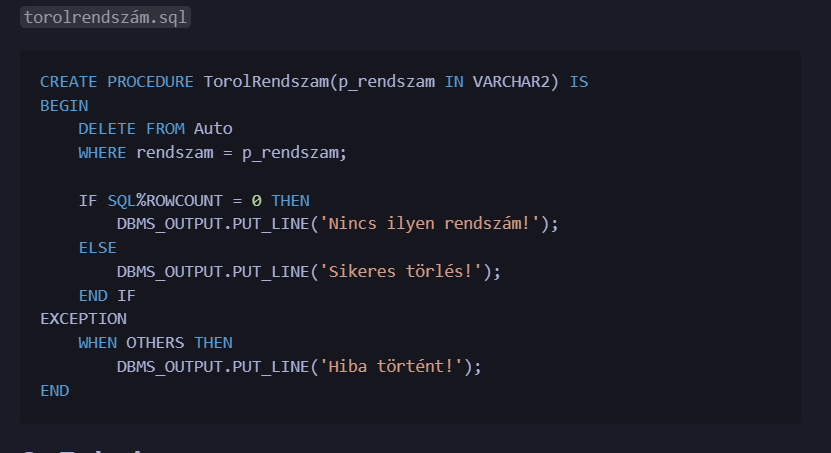 torolrendszám.sql
CREATE PROCEDURE TorolRendszam(p_rendszam IN VARCHAR2) IS
BEGIN
    DELETE FROM Auto
    WHERE rendszam = p_rendszam;

    IF SQL%ROWCOUNT = 0 THEN
        DBMS_OUTPUT.PUT_LINE('Nincs ilyen rendszám!');
    ELSE
        DBMS_OUTPUT.PUT_LINE('Sikeres törlés!');
    END IF
EXCEPTION
    WHEN OTHERS THEN
        DBMS_OUTPUT.PUT_LINE('Hiba történt!');
END